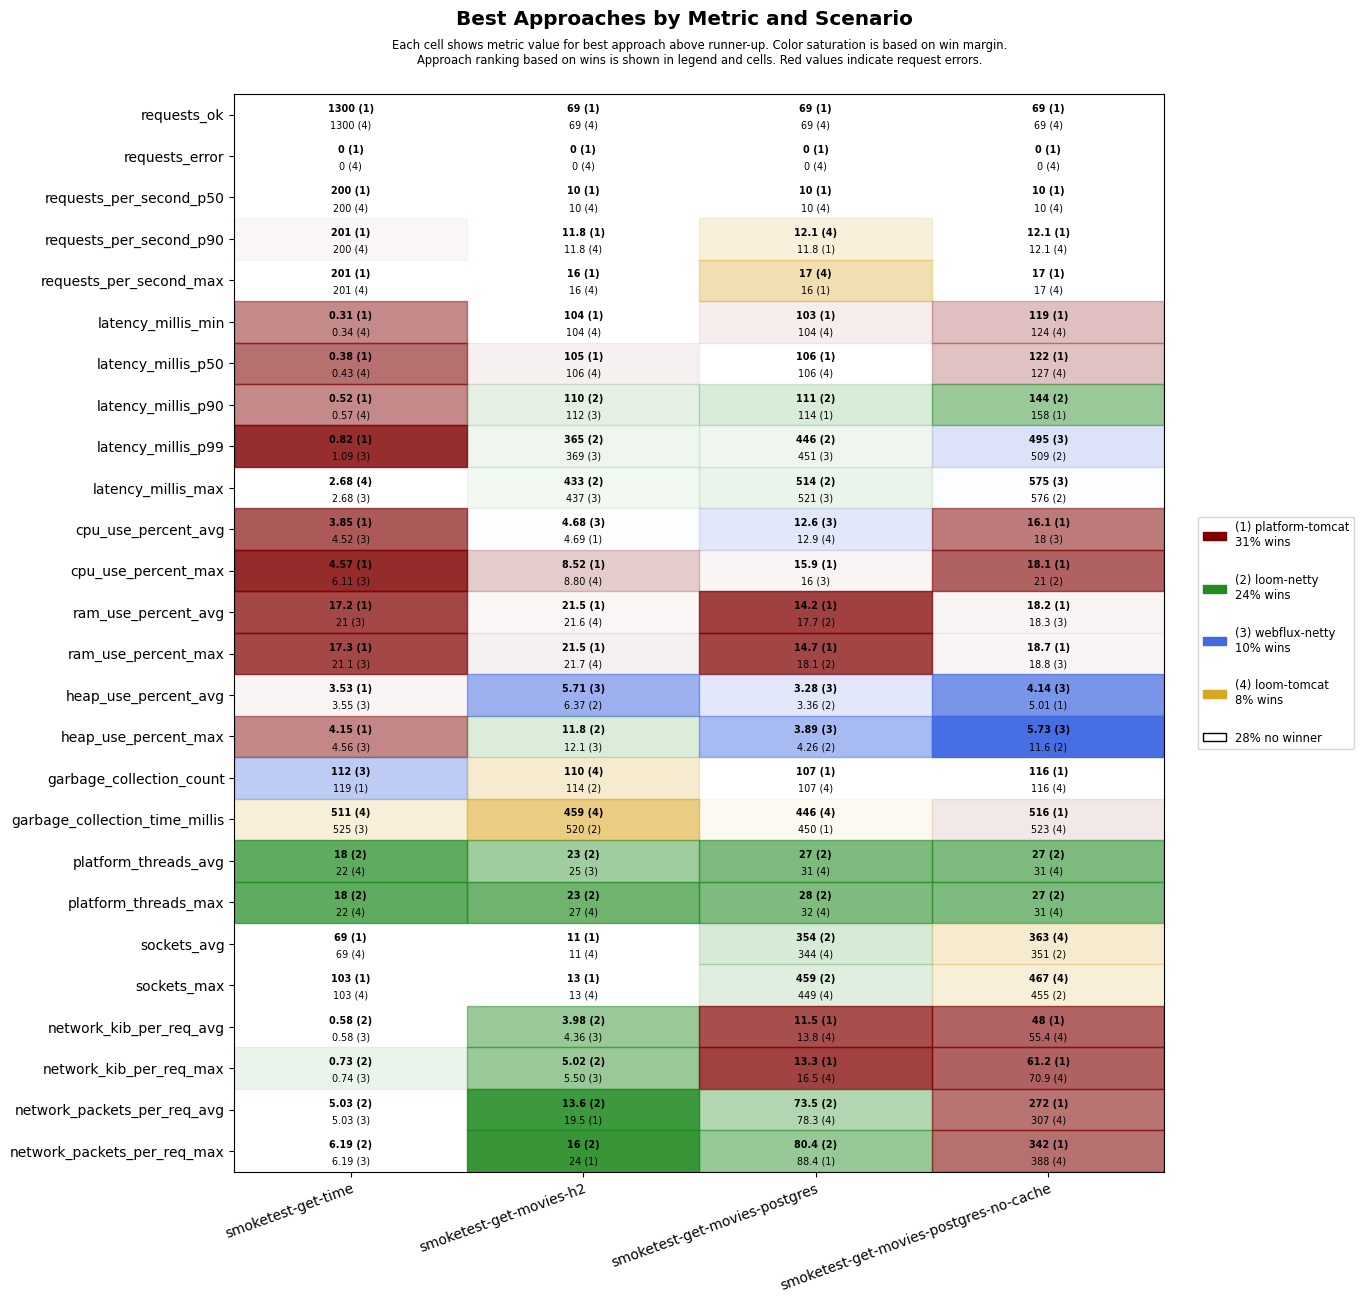 Best Approaches by Metric and Scenario
Each cell shows metric value for best approach above runner-up. Color saturation is based on win margin.
Approach ranking based on wins is shown in legend and cells. Red values indicate request errors.
requests_ok
1300 (1) 69 (1) 69 (1) 69 (1)
1300 (4) 69 (4) 69 (4) 69 (4)
requests_error
0 (1) 0 (1) 0 (1) 0 (1)
0 (4) 0 (4) 0 (4) 0 (4)
requests_per_second_p50
200 (1) 10 (1) 10 (1) 10 (1)
200 (4) 10 (4) 10 (4) 10 (4)
requests_per_second_p90
201 (1) 11.8 (1) 12.1 (4) 12.1 (1)
200 (4) 11.8 (4) 11.8 (1) 12.1 (4)
requests_per_second_max
201 (1) 16 (1) 17 (4) 17 (1)
201 (4) 16 (4) 16 (1) 17 (4)
latency_millis_min
0.31 (1) 104 (1) 103 (1) 119 (1)
0.34 (4) 104 (4) 104 (4) 124 (4)
latency_millis_p50
0.38 (1) 105 (1) 106 (1) 122 (1)
0.43 (4) 106 (4) 106 (4) 127 (4)
latency_millis_p90
0.52 (1) 110 (2) 111 (2) 144 (2)
0.57 (4) 112 (3) 114 (1) 158 (1)
latency_millis_p99
0.82 (1) 365 (2) 446 (2) 495 (3)
1.09 (3) 369 (3) 451 (3) 509 (2)
latency_millis_max
2.68 (4) 433 (2) 514 (2) 575 (3)
2.68 (3) 437 (3) 521 (3) 576 (2)
cpu_use_percent_avg
3.85 (1) 4.68 (3) 12.6 (3) 16.1 (1)
4.52 (3) 4.69 (1) 12.9 (4) 18 (3)
cpu_use_percent_max
4.57 (1) 8.52 (1) 15.9 (1) 18.1 (1)
6.11 (3) 8.80 (4) 16 (3) 21 (2)
ram_use_percent_avg
17.2 (1) 21.5 (1) 14.2 (1) 18.2 (1)
21 (3) 21.6 (4) 17.7 (2) 18.3 (3)
ram_use_percent_max
17.3 (1) 21.5 (1) 14.7 (1) 18.7 (1)
21.1 (3) 21.7 (4) 18.1 (2) 18.8 (3)
heap_use_percent_avg
3.53 (1) 5.71 (3) 3.28 (3) 4.14 (3)
3.55 (3) 6.37 (2) 3.36 (2) 5.01 (1)
heap_use_percent_max
4.15 (1) 11.8 (2) 3.89 (3) 5.73 (3)
4.56 (3) 12.1 (3) 4.26 (2) 11.6 (2)
garbage_collection_count
112 (3) 110 (4) 107 (1) 116 (1)
119 (1) 114 (2) 107 (4) 116 (4)
garbage_collection_time_millis
511 (4) 459 (4) 446 (4) 516 (1)
525 (3) 520 (2) 450 (1) 523 (4)
platform_threads_avg
18 (2) 23 (2) 27 (2) 27 (2)
22 (4) 25 (3) 31 (4) 31 (4)
platform_threads_max
18 (2) 23 (2) 28 (2) 27 (2)
22 (4) 27 (4) 32 (4) 31 (4)
sockets_avg
69 (1) 11 (1) 354 (2) 363 (4)
69 (4) 11 (4) 344 (4) 351 (2)
sockets_max
103 (1) 13 (1) 459 (2) 467 (4)
103 (4) 13 (4) 449 (4) 455 (2)
network_kib_per_req_avg
0.58 (2) 3.98 (2) 11.5 (1) 48 (1)
0.58 (3) 4.36 (3) 13.8 (4) 55.4 (4)
network_kib_per_req_max
0.73 (2) 5.02 (2) 13.3 (1) 61.2 (1)
0.74 (3) 5.50 (3) 16.5 (4) 70.9 (4)
network_packets_per_req_avg
5.03 (2) 13.6 (2) 73.5 (2) 272 (1)
5.03 (3) 19.5 (1) 78.3 (4) 307 (4)
network_packets_per_req_max
6.19 (2) 16 (2) 80.4 (2) 342 (1)
6.19 (3) 24 (1) 88.4 (1) 388 (4)
smoketest-get-time
smoketest-get-movies-h2
smoketest-get-movies-postgres
smoketest-get-movies-postgres-no-cache
(1) platform-tomcat
31% wins
(2) loom-netty
24% wins
(3) webflux-netty
10% wins
(4) loom-tomcat
8% wins
28% no winner